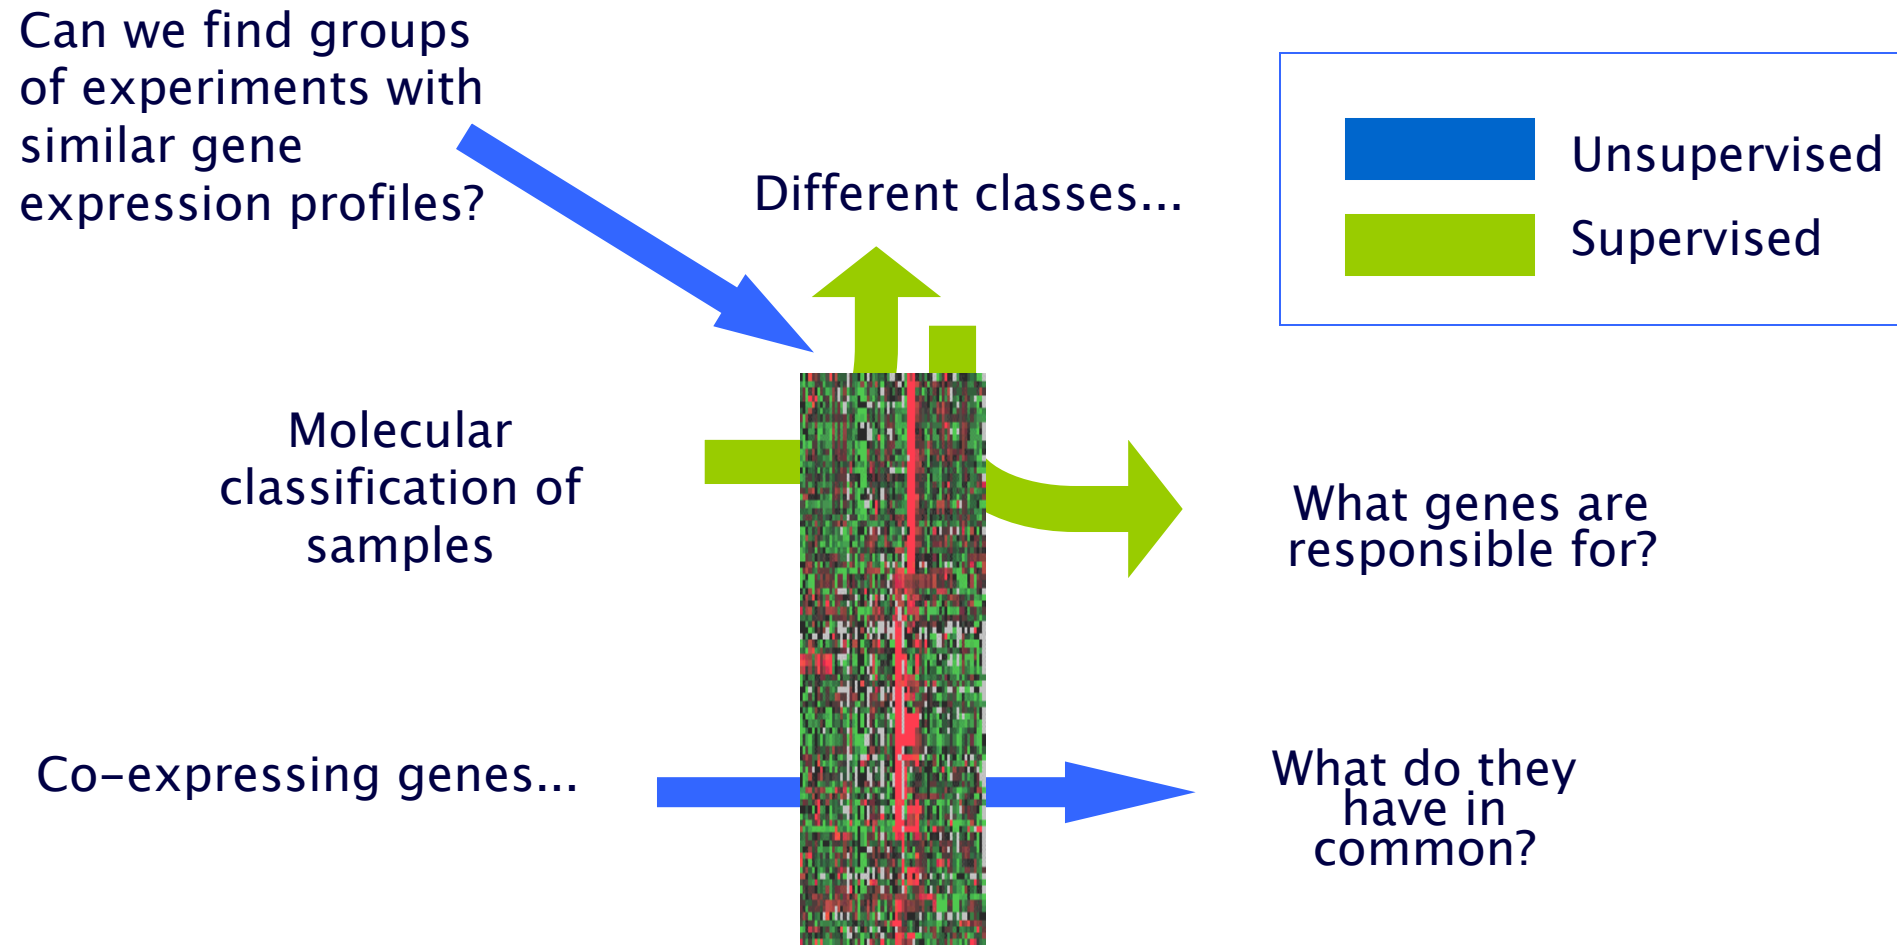 Can we find groups
of experiments with
similar gene
expression profiles?
Different classes...
Unsupervised
Supervised
Molecular
classification of
samples
What genes are
responsible for?
Co-expressing genes...
What do they
have in
common?